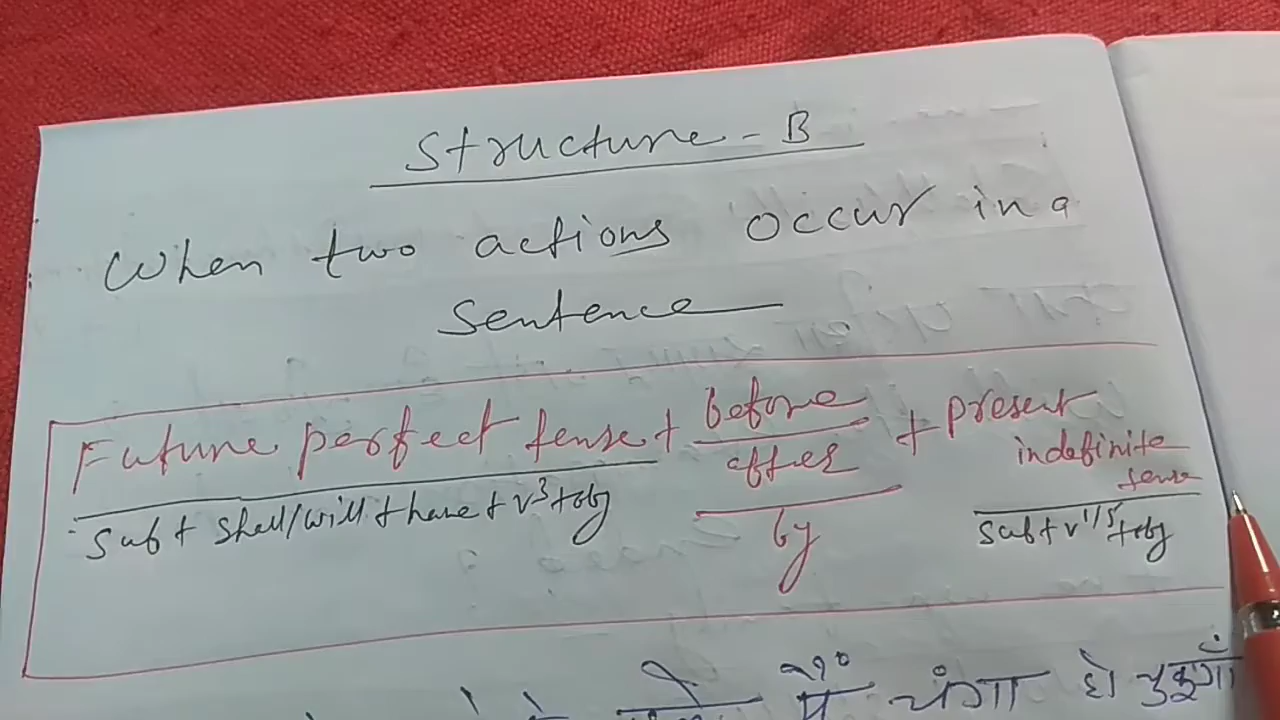 Structure - B
When two actions occur in a
sentence
Future perfect tense + before + present
after indefinite
tense
Sub + Shall/will + have + v3 + obj by Sub + v1/5 + obj
चंगा हो चुकूंगा